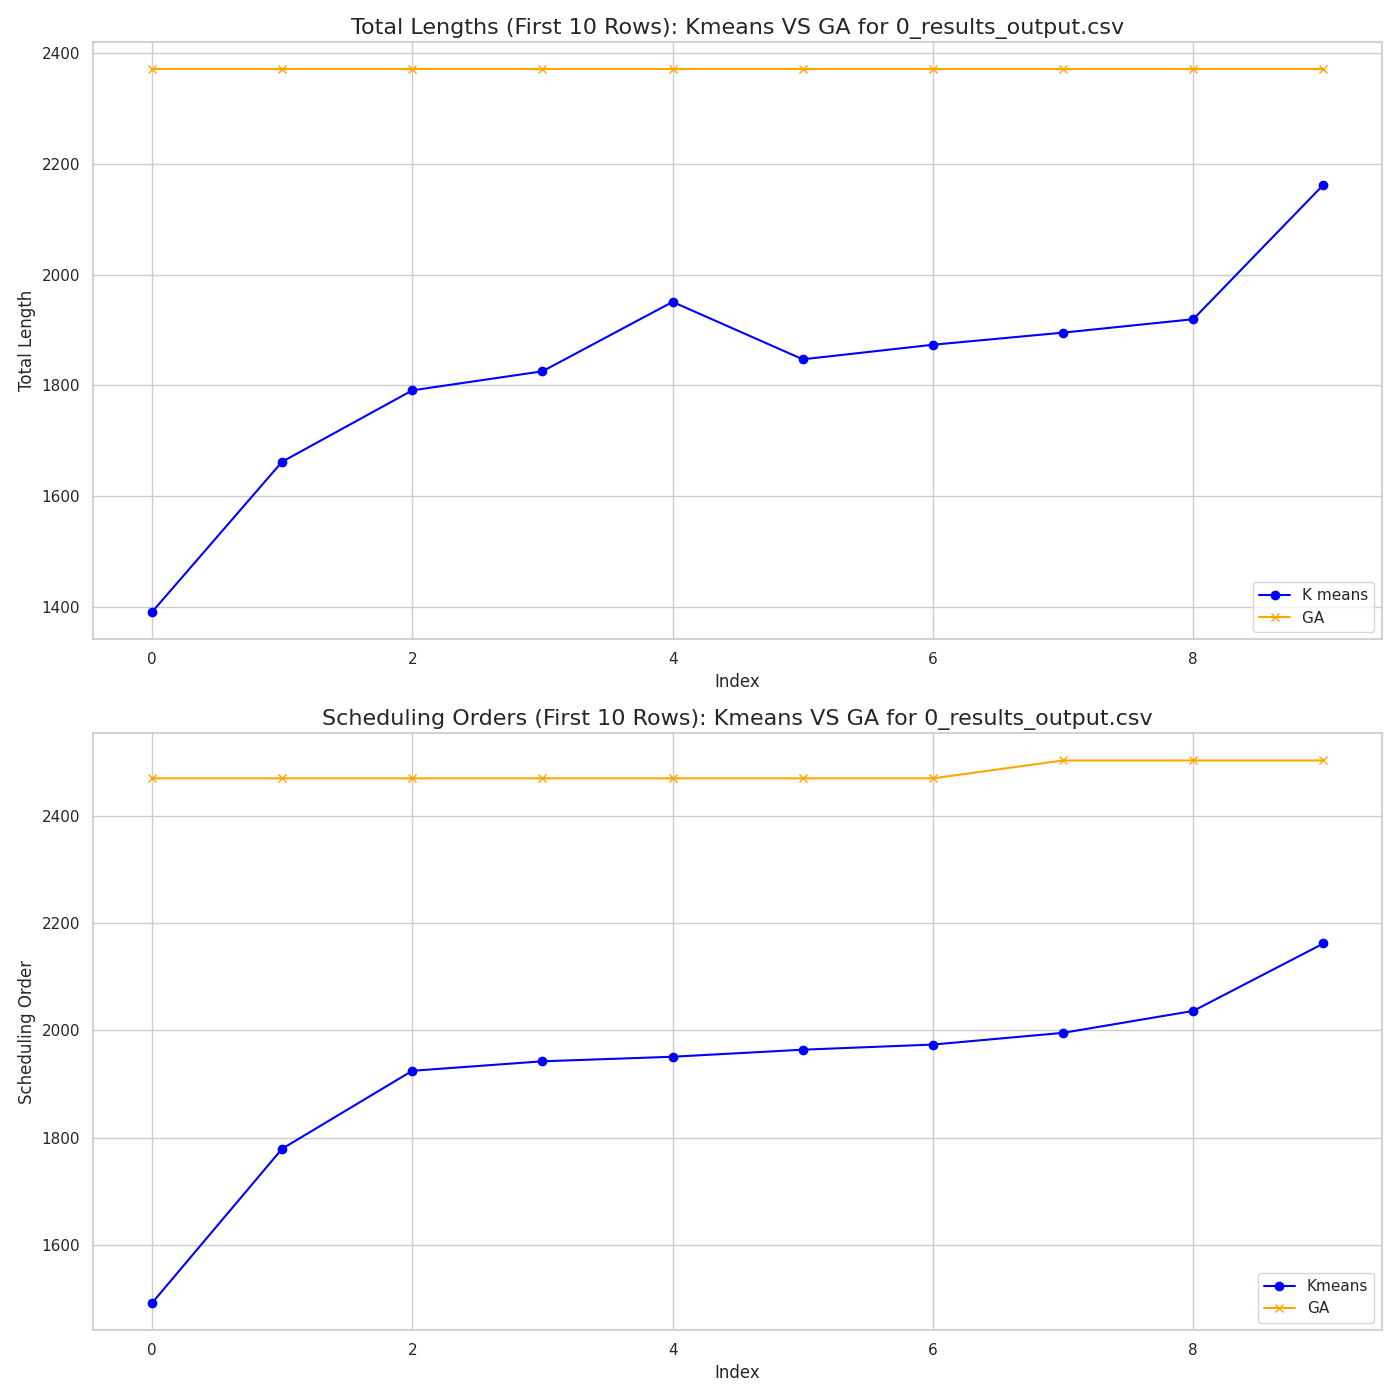 Total Lengths (First 10 Rows): Kmeans VS GA for 0_results_output.csv
2400
2200
2000
1800
1600
1400
Total Length
K means
GA
0 2 4 6 8
Index
Scheduling Orders (First 10 Rows): Kmeans VS GA for 0_results_output.csv
2400
2200
2000
1800
1600
Scheduling Order
Kmeans
GA
0 2 4 6 8
Index